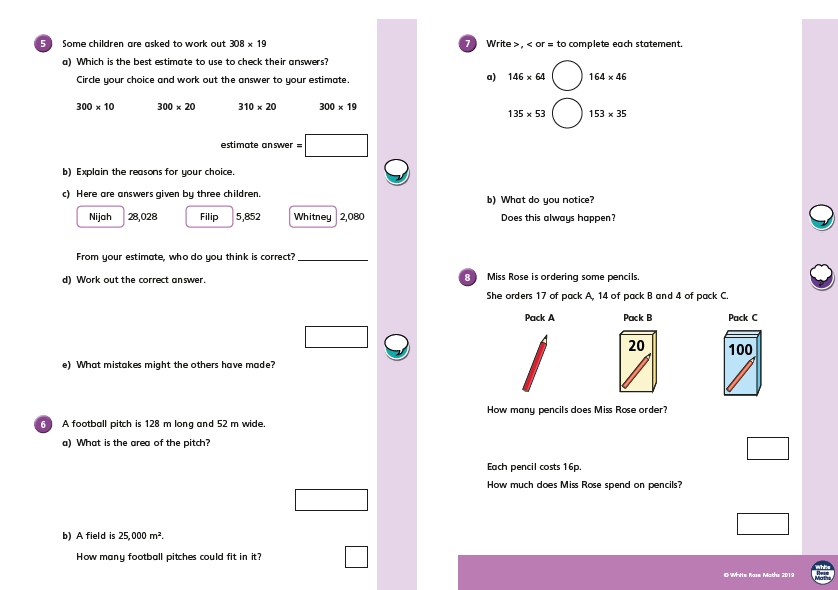 5 Some children are asked to work out 308 × 19
a) Which is the best estimate to use to check their answers?
Circle your choice and work out the answer to your estimate.
300 × 10 300 × 20 310 × 20 300 × 19
estimate answer =
b) Explain the reasons for your choice.
c) Here are answers given by three children.
Nijah 28,028 Filip 5,852 Whitney 2,080
From your estimate, who do you think is correct?
d) Work out the correct answer.
e) What mistakes might the others have made?
6 A football pitch is 128 m long and 52 m wide.
a) What is the area of the pitch?
b) A field is 25,000 m².
How many football pitches could fit in it?
7 Write >, < or = to complete each statement.
a) 146 × 64 164 × 46
135 × 53 153 × 35
b) What do you notice?
Does this always happen?
8 Miss Rose is ordering some pencils.
She orders 17 of pack A, 14 of pack B and 4 of pack C.
Pack A Pack B Pack C
20 100
How many pencils does Miss Rose order?
Each pencil costs 16p.
How much does Miss Rose spend on pencils?
© White Rose Maths 2019
White
Rose
Maths